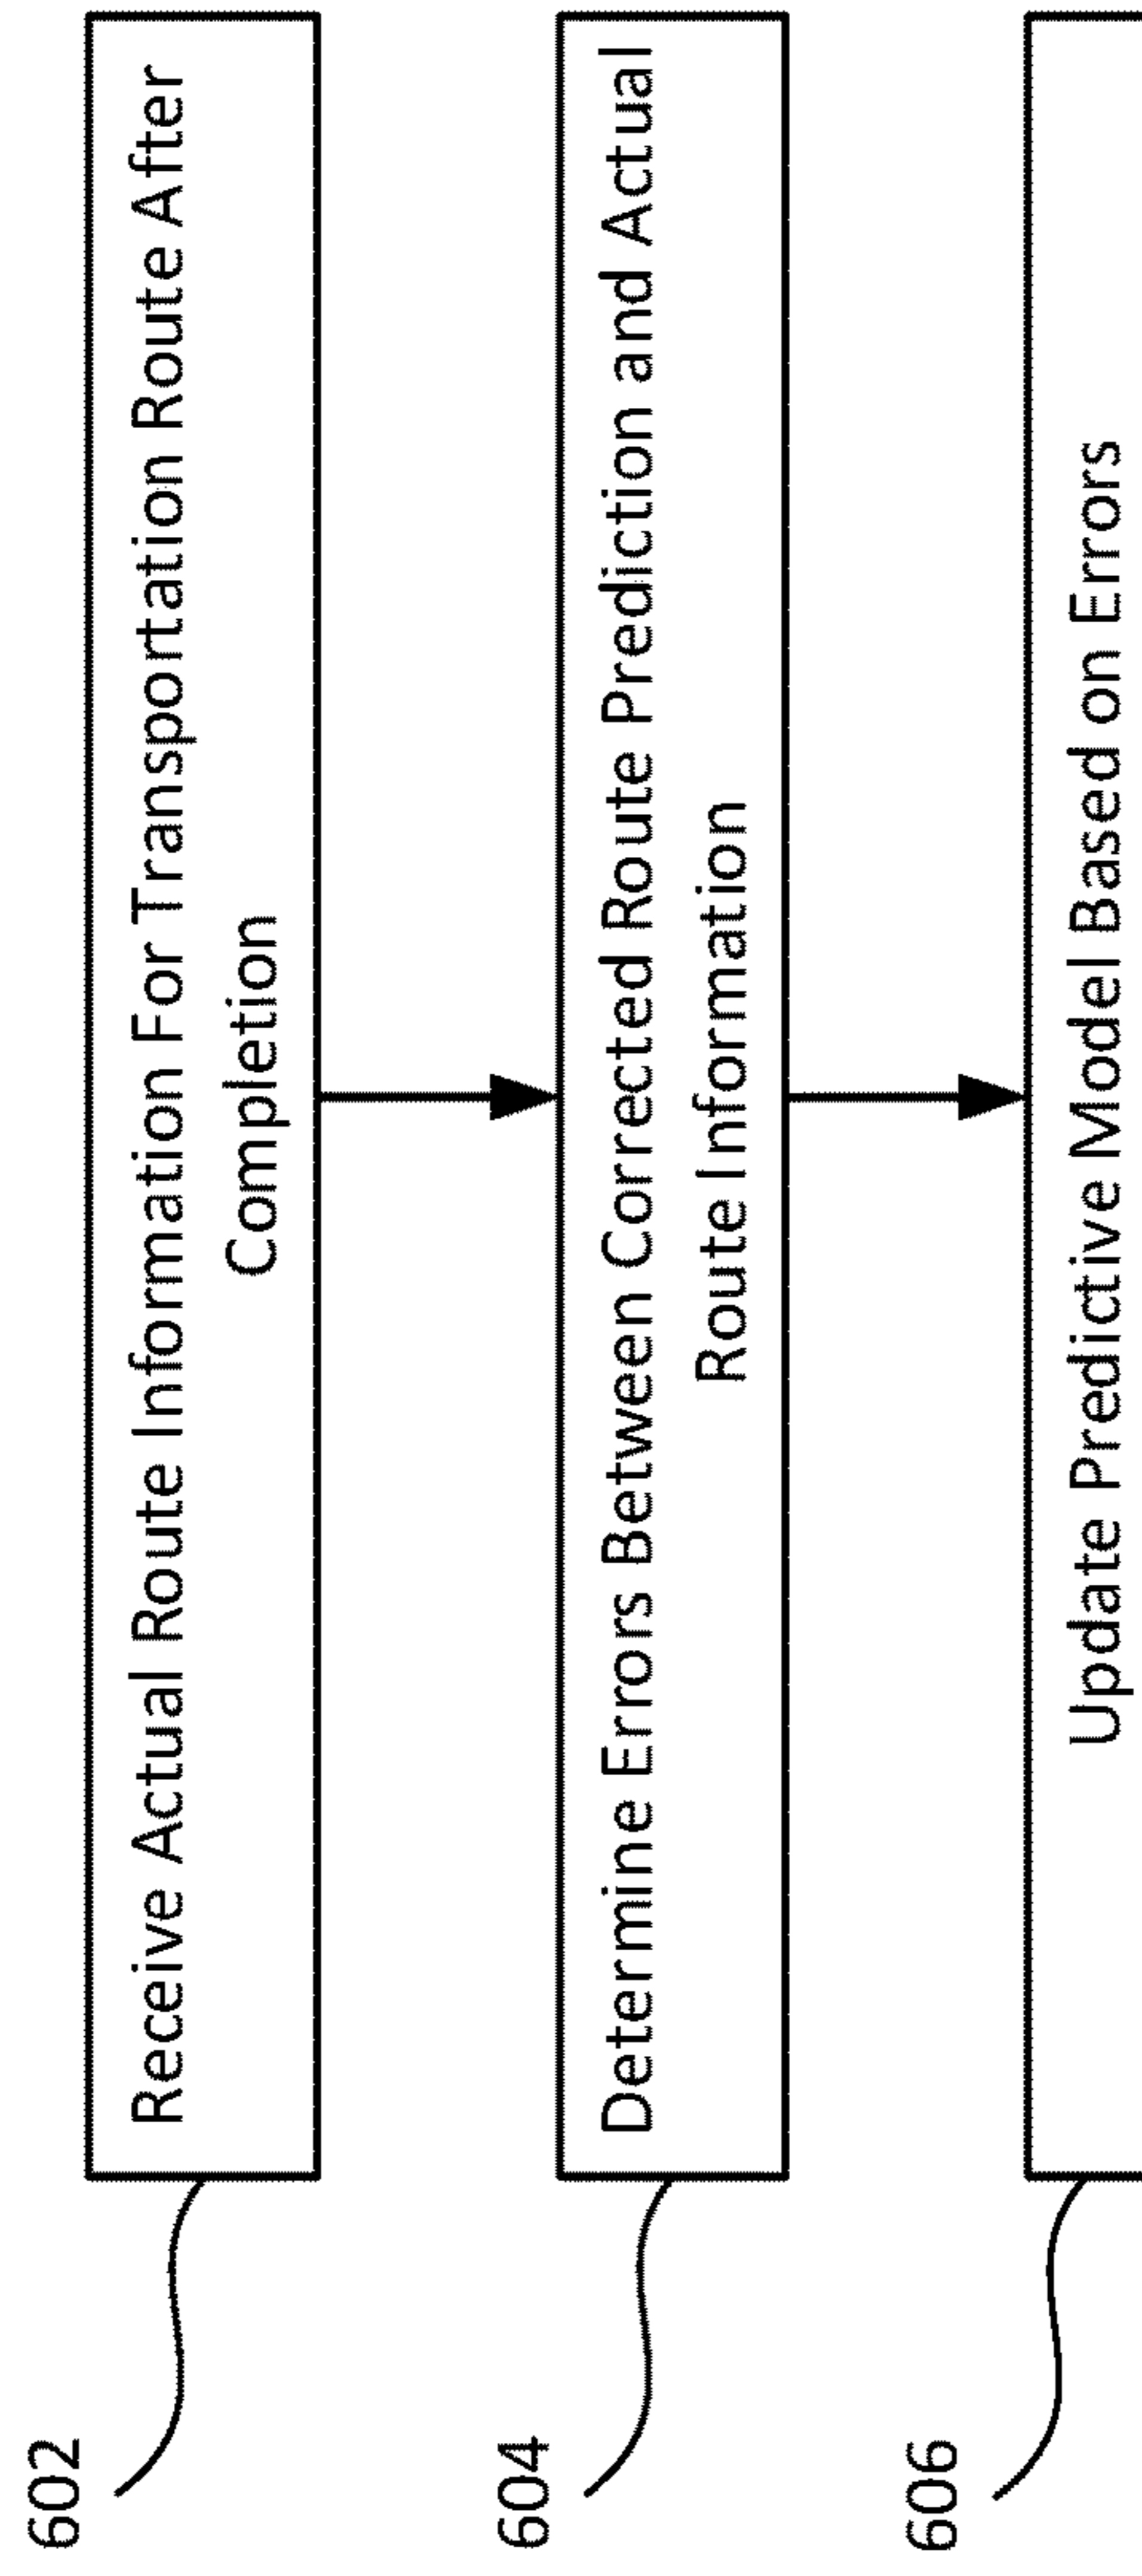 602
Receive Actual Route Information For Transportation Route After
Completion
604
Determine Errors Between Corrected Route Prediction and Actual
Route Information
606
Update Predictive Model Based on Errors